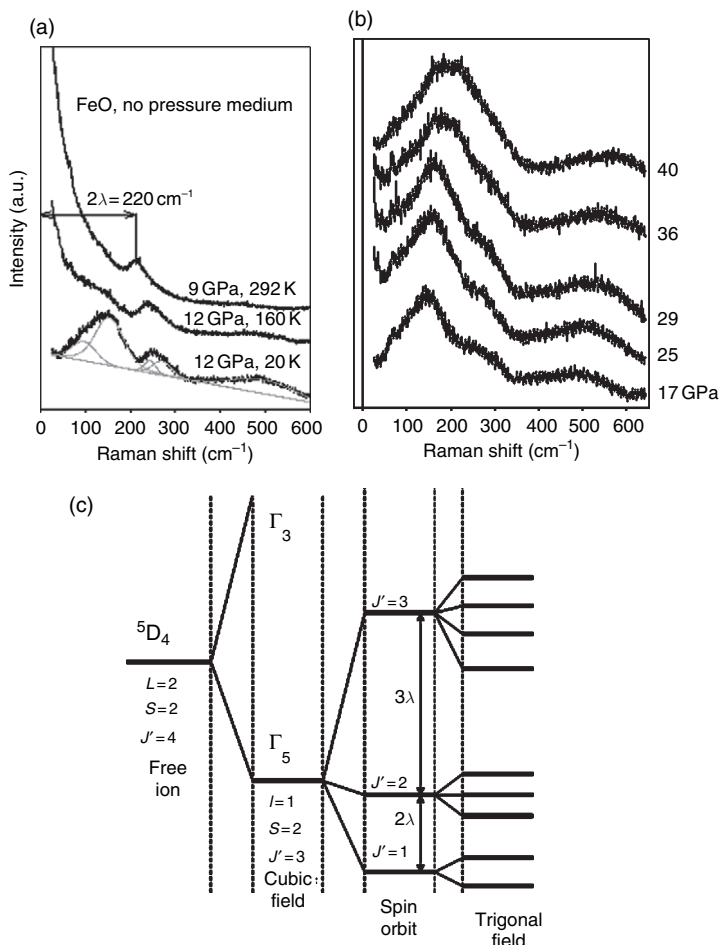 (a)
FeO, no pressure medium
2λ = 220 cm⁻¹
9 GPa, 292 K
12 GPa, 160 K
12 GPa, 20 K
Intensity (a.u.)
0 100 200 300 400 500 600
Raman shift (cm⁻¹)
(b)
40
36
29
25
17 GPa
0 100 200 300 400 500 600
Raman shift (cm⁻¹)
(c)
Γ₃
⁵D₄
L=2
S=2
J'=4
Free
ion
Γ₅
l=1
S=2
J'=3
Cubic
field
J'=3
3λ
J'=2
2λ
J'=1
Spin
orbit
Trigonal
field